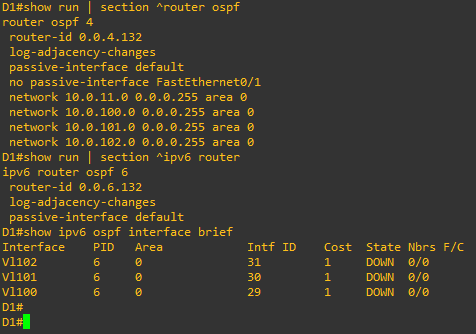 D1#show run | section ^router ospf
router ospf 4
 router-id 0.0.4.132
 log-adjacency-changes
 passive-interface default
 no passive-interface FastEthernet0/1
 network 10.0.11.0 0.0.0.255 area 0
 network 10.0.100.0 0.0.0.255 area 0
 network 10.0.101.0 0.0.0.255 area 0
 network 10.0.102.0 0.0.0.255 area 0
D1#show run | section ^ipv6 router
ipv6 router ospf 6
 router-id 0.0.6.132
 log-adjacency-changes
 passive-interface default
D1#show ipv6 ospf interface brief
Interface    PID   Area            Intf ID    Cost  State Nbrs F/C
Vl102        6     0               31         1     DOWN  0/0
Vl101        6     0               30         1     DOWN  0/0
Vl100        6     0               29         1     DOWN  0/0
D1#
D1#